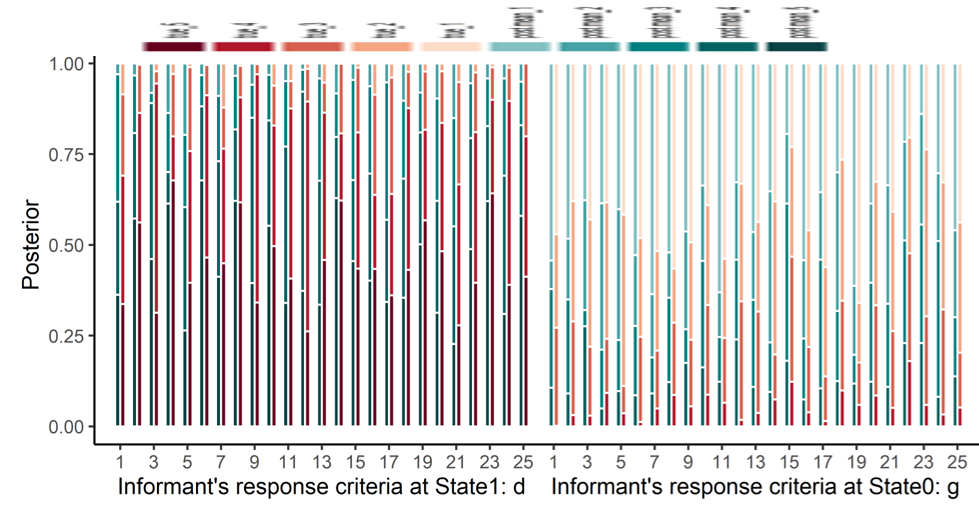 1.00
0.75
0.50
0.25
0.00
Posterior
1 3 5 7 9 11 13 15 17 19 21 23 25
1 3 5 7 9 11 13 15 17 19 21 23 25
Informant's response criteria at State1: d
Informant's response criteria at State0: g